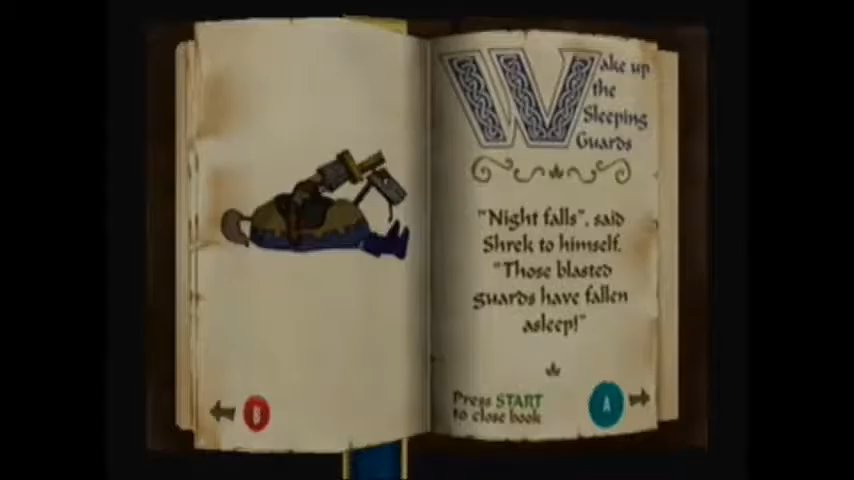 Wake up
the
Sleeping
Guards
"Night falls", said
Shrek to himself.
"Those blasted
guards have fallen
asleep!"
B
Press START
to close book
A